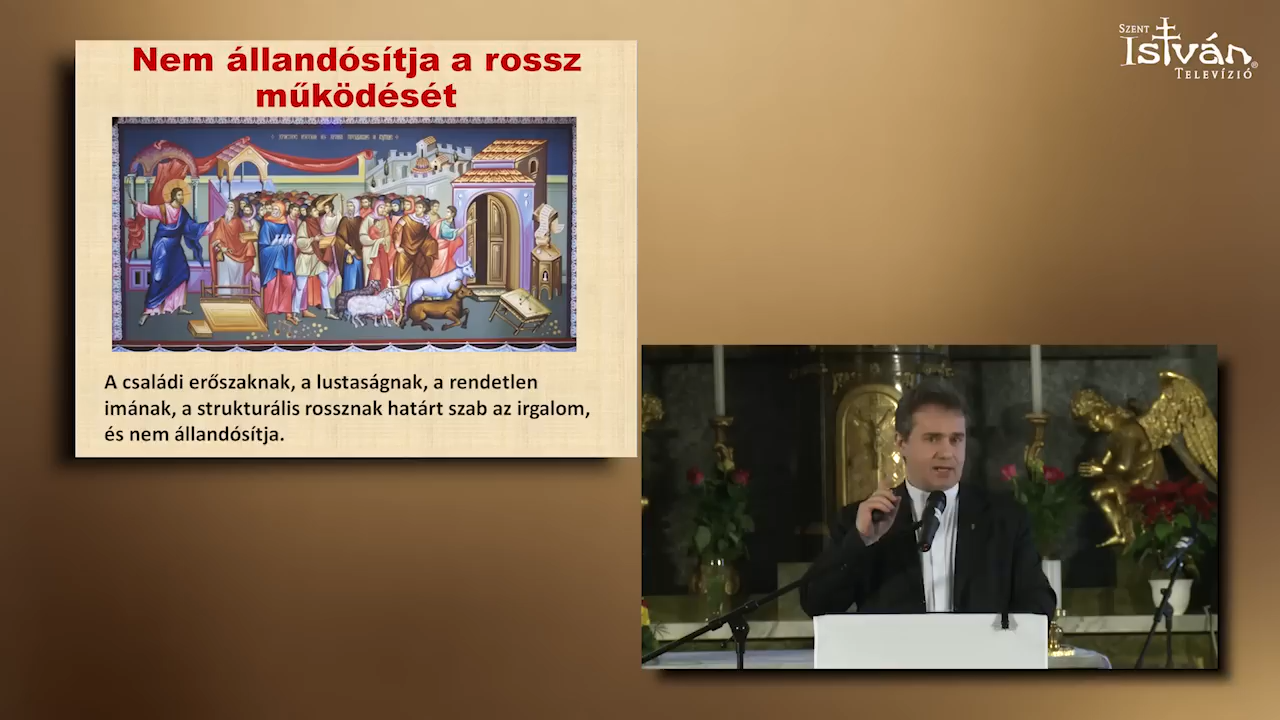 Nem állandósítja a rossz
működését
A családi erőszaknak, a lustaságnak, a rendetlen
imának, a strukturális rossznak határt szab az irgalom,
és nem állandósítja.
SZENT
ISTVÁN
TELEVÍZIÓ